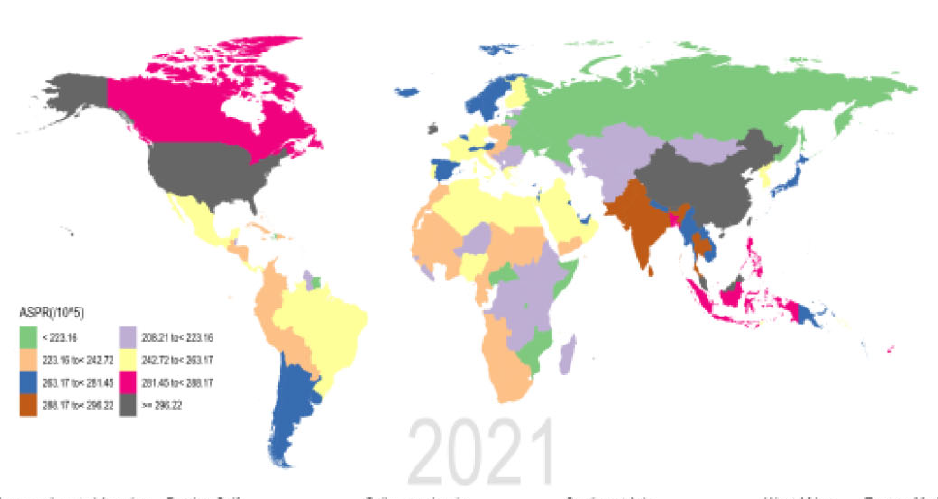 ASPR(/10^5)
< 223.16
208.21 to< 223.16
223.16 to< 242.72
242.72 to< 263.17
263.17 to< 281.45
281.45 to< 288.17
288.17 to< 296.22
>= 296.22
2021